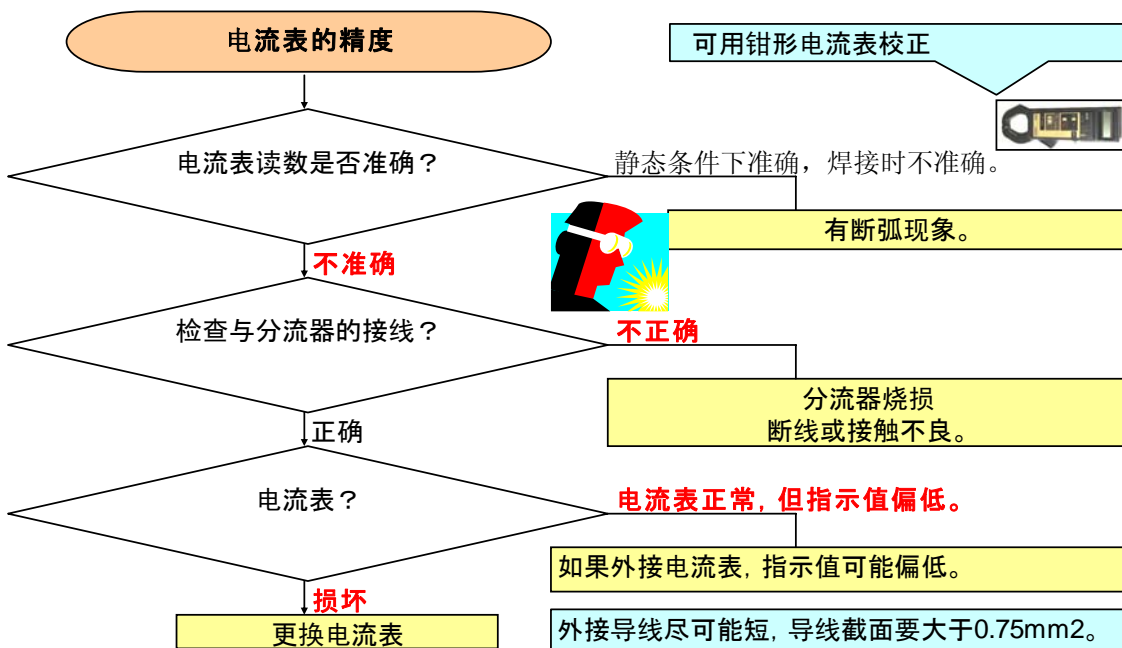 电流表的精度
可用钳形电流表校正
电流表读数是否准确？
静态条件下准确，焊接时不准确。
有断弧现象。
不准确
检查与分流器的接线？
不正确
分流器烧损
断线或接触不良。
正确
电流表？
电流表正常，但指示值偏低。
如果外接电流表，指示值可能偏低。
损坏
更换电流表
外接导线尽可能短，导线截面要大于0.75mm2。